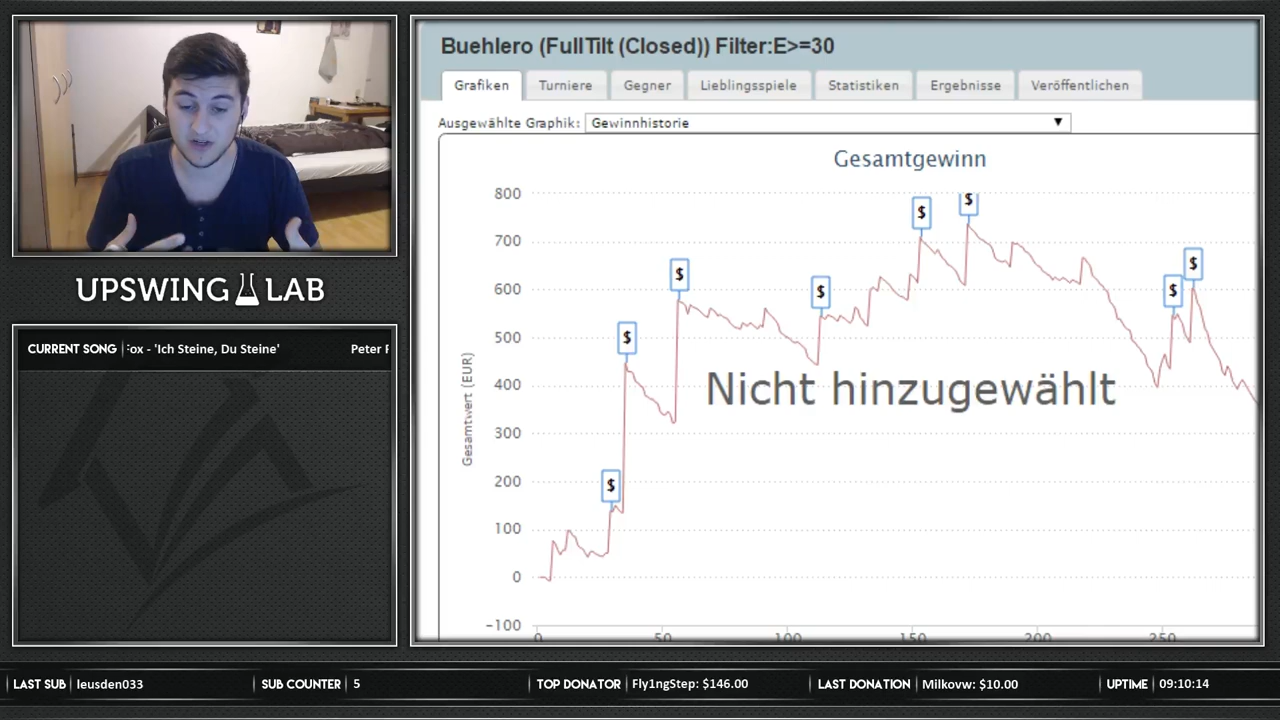 Buehlero (FullTilt (Closed)) Filter:E>=30
Grafiken Turniere Gegner Lieblingsspiele Statistiken Ergebnisse Veröffentlichen
Ausgewählte Graphik: Gewinnhistorie
Gesamtgewinn
Gesamtwert (EUR)
800
700
600
500
400
300
200
100
0
-100
$ $ $ $ $ $ $ $
Nicht hinzugewählt
0 50 100 150 200 250
UPSWING LAB
CURRENT SONG ox - 'Ich Steine, Du Steine' Peter
LAST SUB leusden033 SUB COUNTER 5 TOP DONATOR Fly1ngStep: $146.00 LAST DONATION Milkovw: $10.00 UPTIME 09:10:14